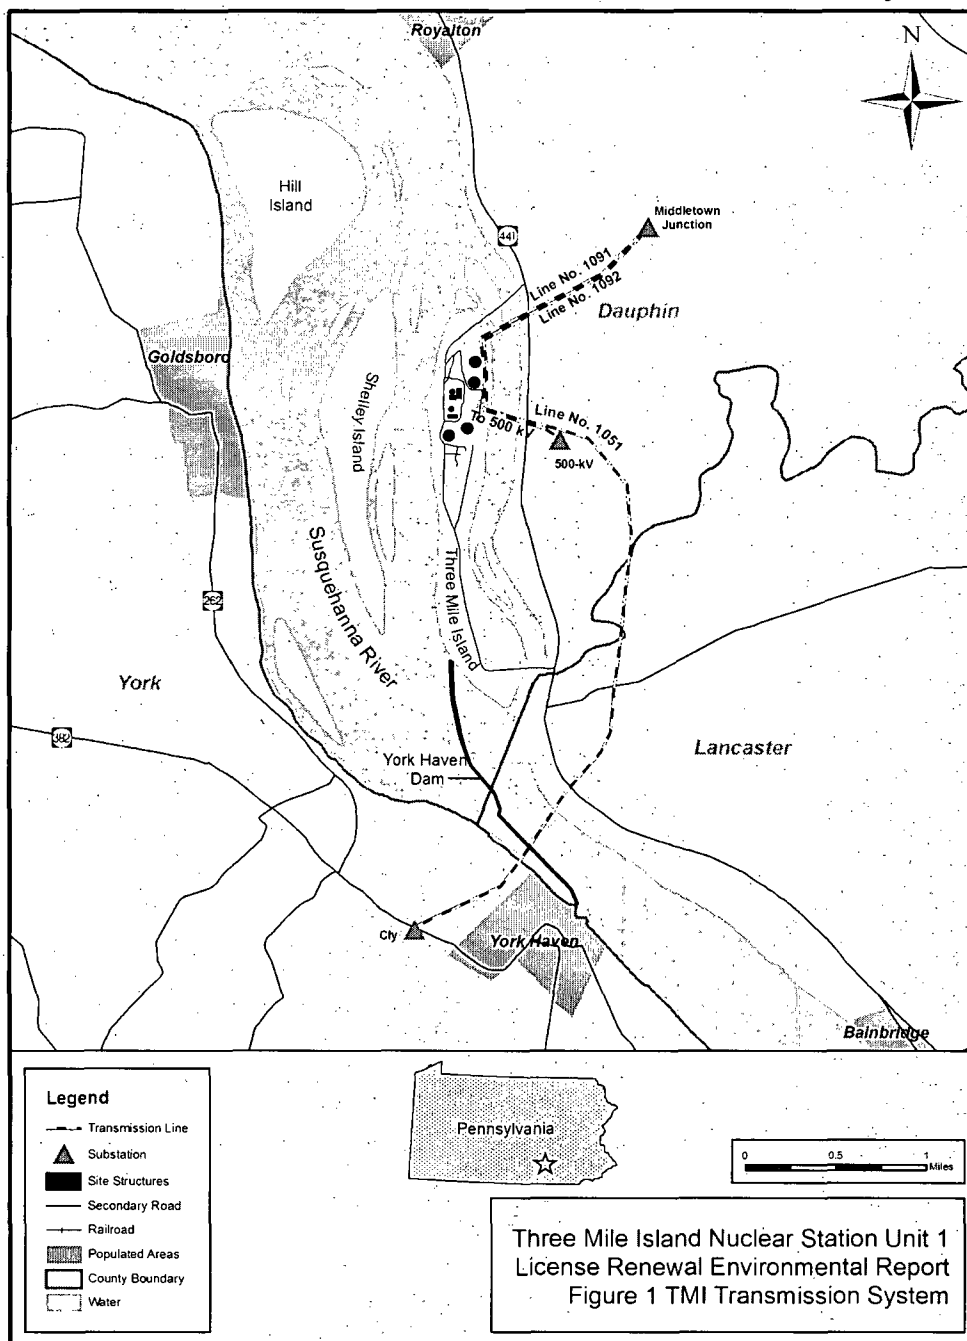 Royalton
N
Hill
Island
Middletown
Junction
441
Line No. 1091
Line No. 1092
Dauphin
Goldsboro
Shelley Island
Line No. 1051
To 500 kV
500-kV
Susquehanna River
Three Mile Island
262
York
382
Lancaster
York Haven
Dam
Cly
York Haven
Bainbridge
Legend
Transmission Line
Substation
Site Structures
Secondary Road
Railroad
Populated Areas
County Boundary
Water
Pennsylvania
0 0.5 1
Miles
Three Mile Island Nuclear Station Unit 1
License Renewal Environmental Report
Figure 1 TMI Transmission System